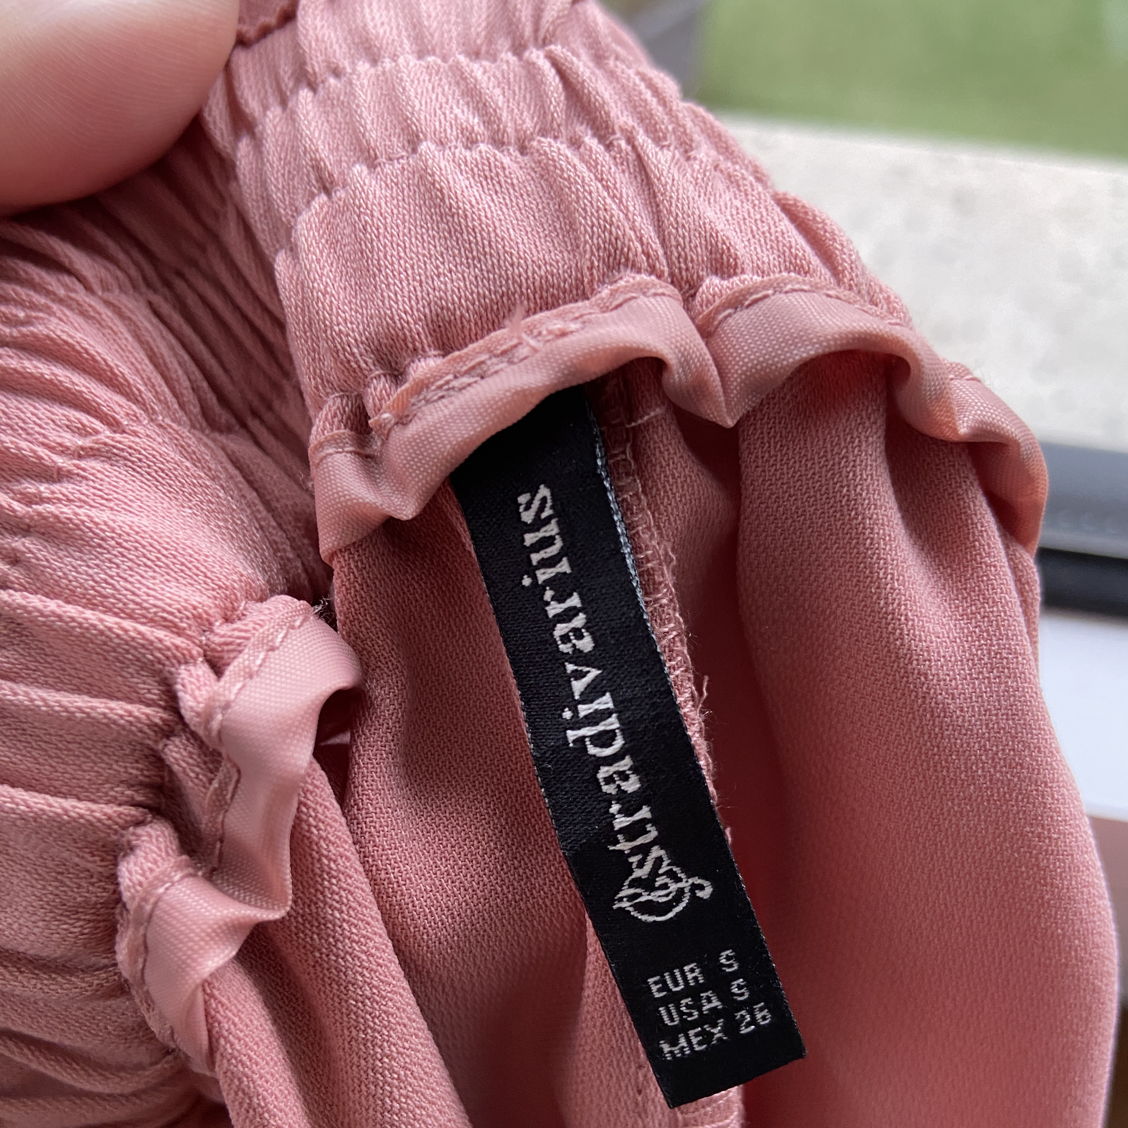 stradivarius
EUR S
USA S
MEX 26